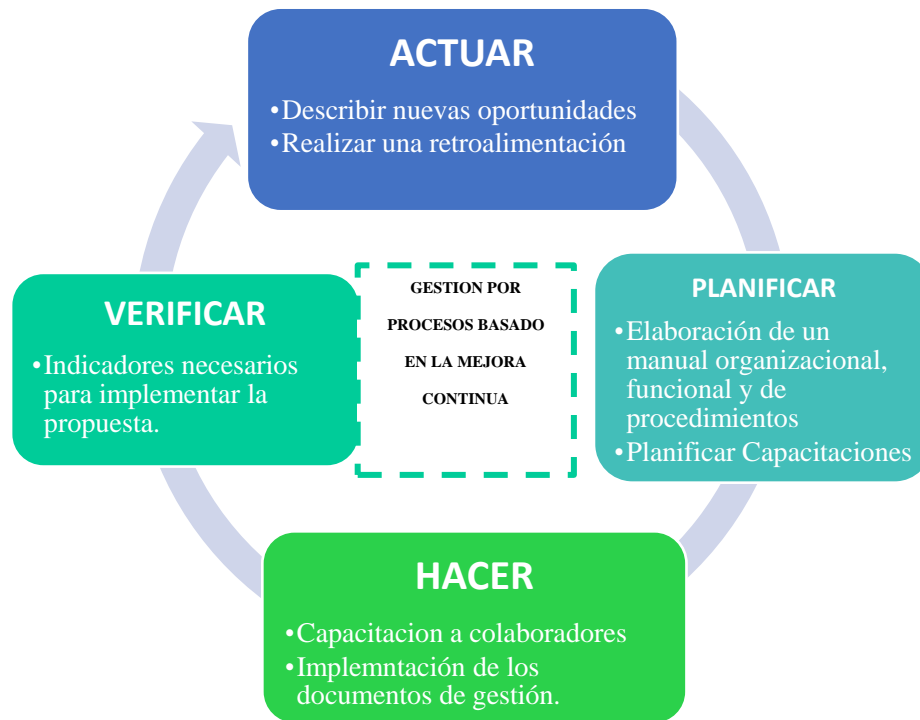 ACTUAR
•Describir nuevas oportunidades
•Realizar una retroalimentación
VERIFICAR
•Indicadores necesarios
para implementar la
propuesta.
GESTION POR
PROCESOS BASADO
EN LA MEJORA
CONTINUA
PLANIFICAR
•Elaboración de un
manual organizacional,
funcional y de
procedimientos
•Planificar Capacitaciones
HACER
•Capacitacion a colaboradores
•Implemntación de los
documentos de gestión.